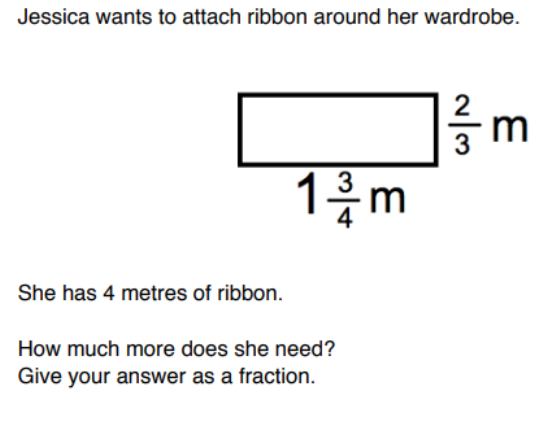 Jessica wants to attach ribbon around her wardrobe.
2/3 m
1 3/4 m
She has 4 metres of ribbon.
How much more does she need?
Give your answer as a fraction.